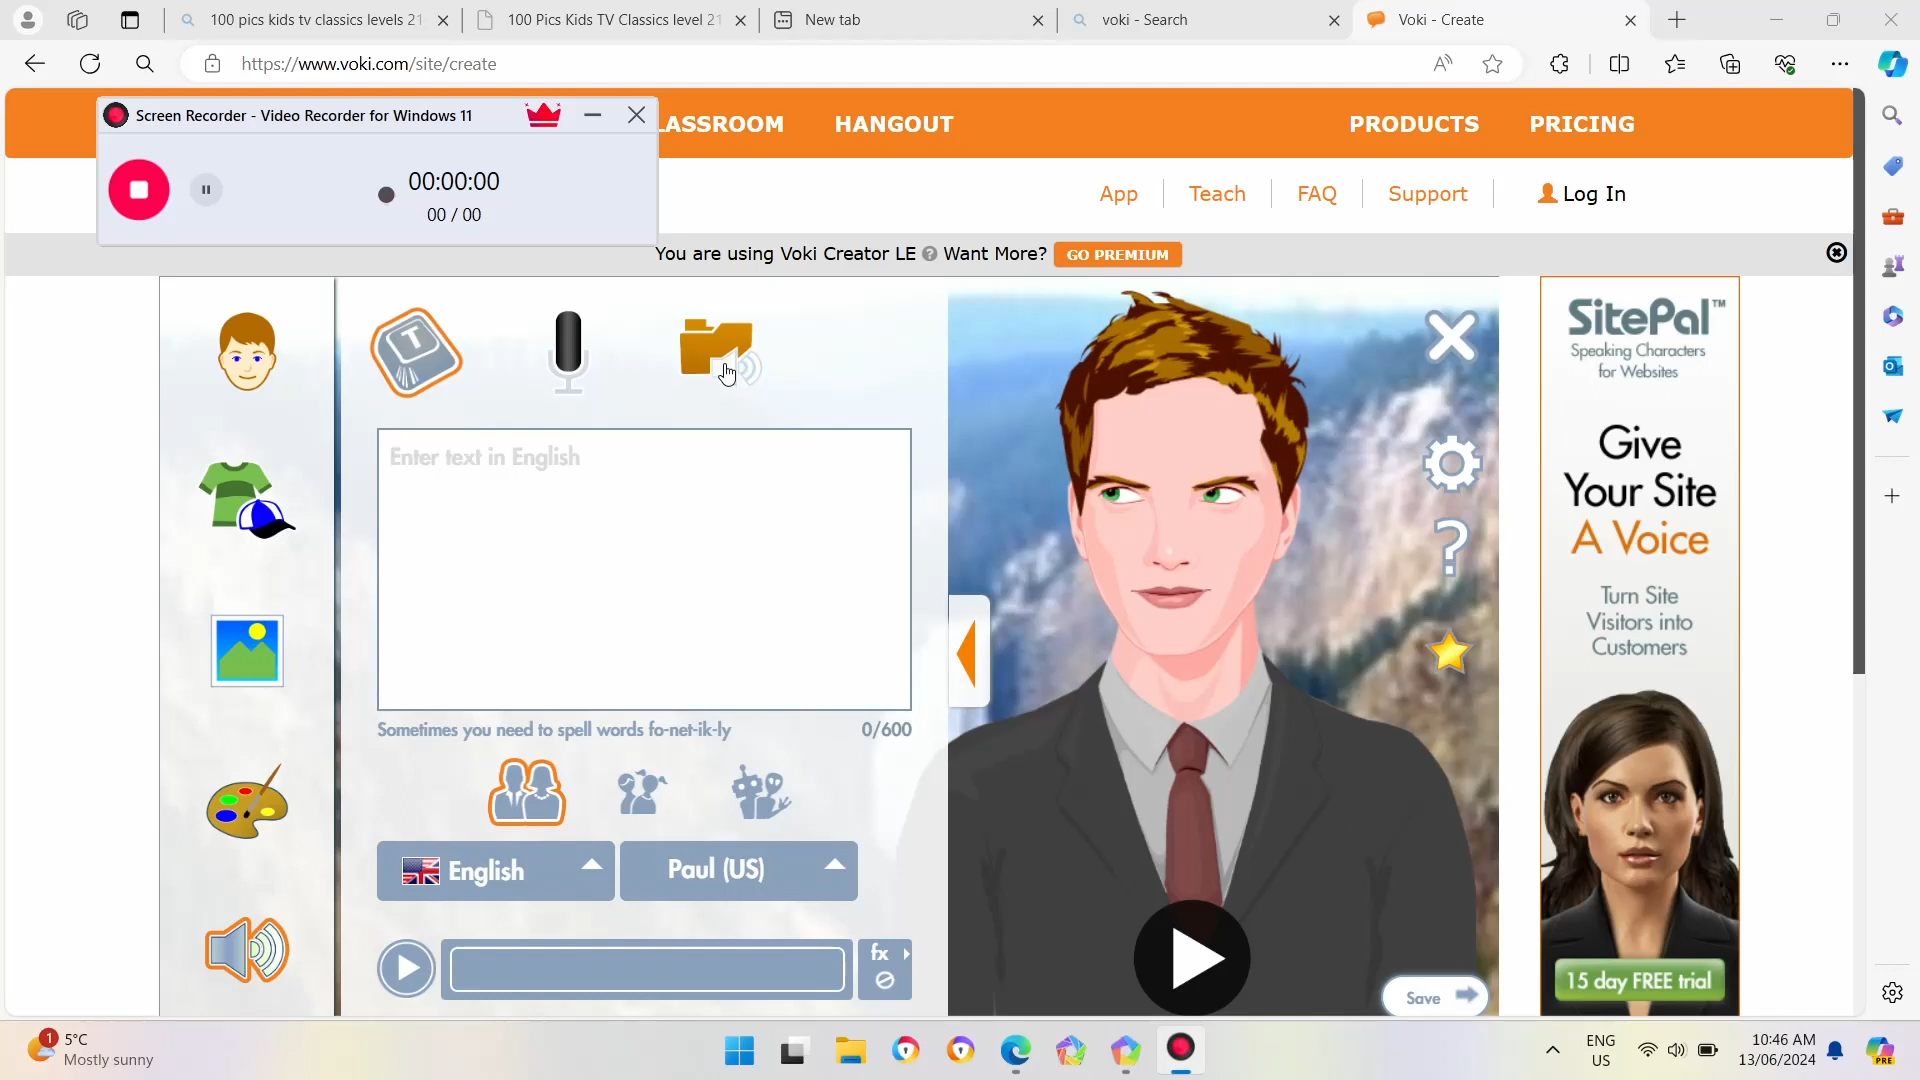 100 pics kids tv classics levels 21
100 Pics Kids TV Classics level 21
New tab
voki - Search
Voki - Create
https://www.voki.com/site/create
Screen Recorder - Video Recorder for Windows 11
00:00:00
00 / 00
LASSROOM
HANGOUT
PRODUCTS
PRICING
App
Teach
FAQ
Support
Log In
You are using Voki Creator LE ? Want More? GO PREMIUM
T
Enter text in English
Sometimes you need to spell words fo-net-ik-ly
0/600
English
Paul (US)
fx
Save
SitePal™
Speaking Characters
for Websites
Give
Your Site
A Voice
Turn Site
Visitors into
Customers
15 day FREE trial
1
5°C
Mostly sunny
ENG
US
10:46 AM
13/06/2024
PRE